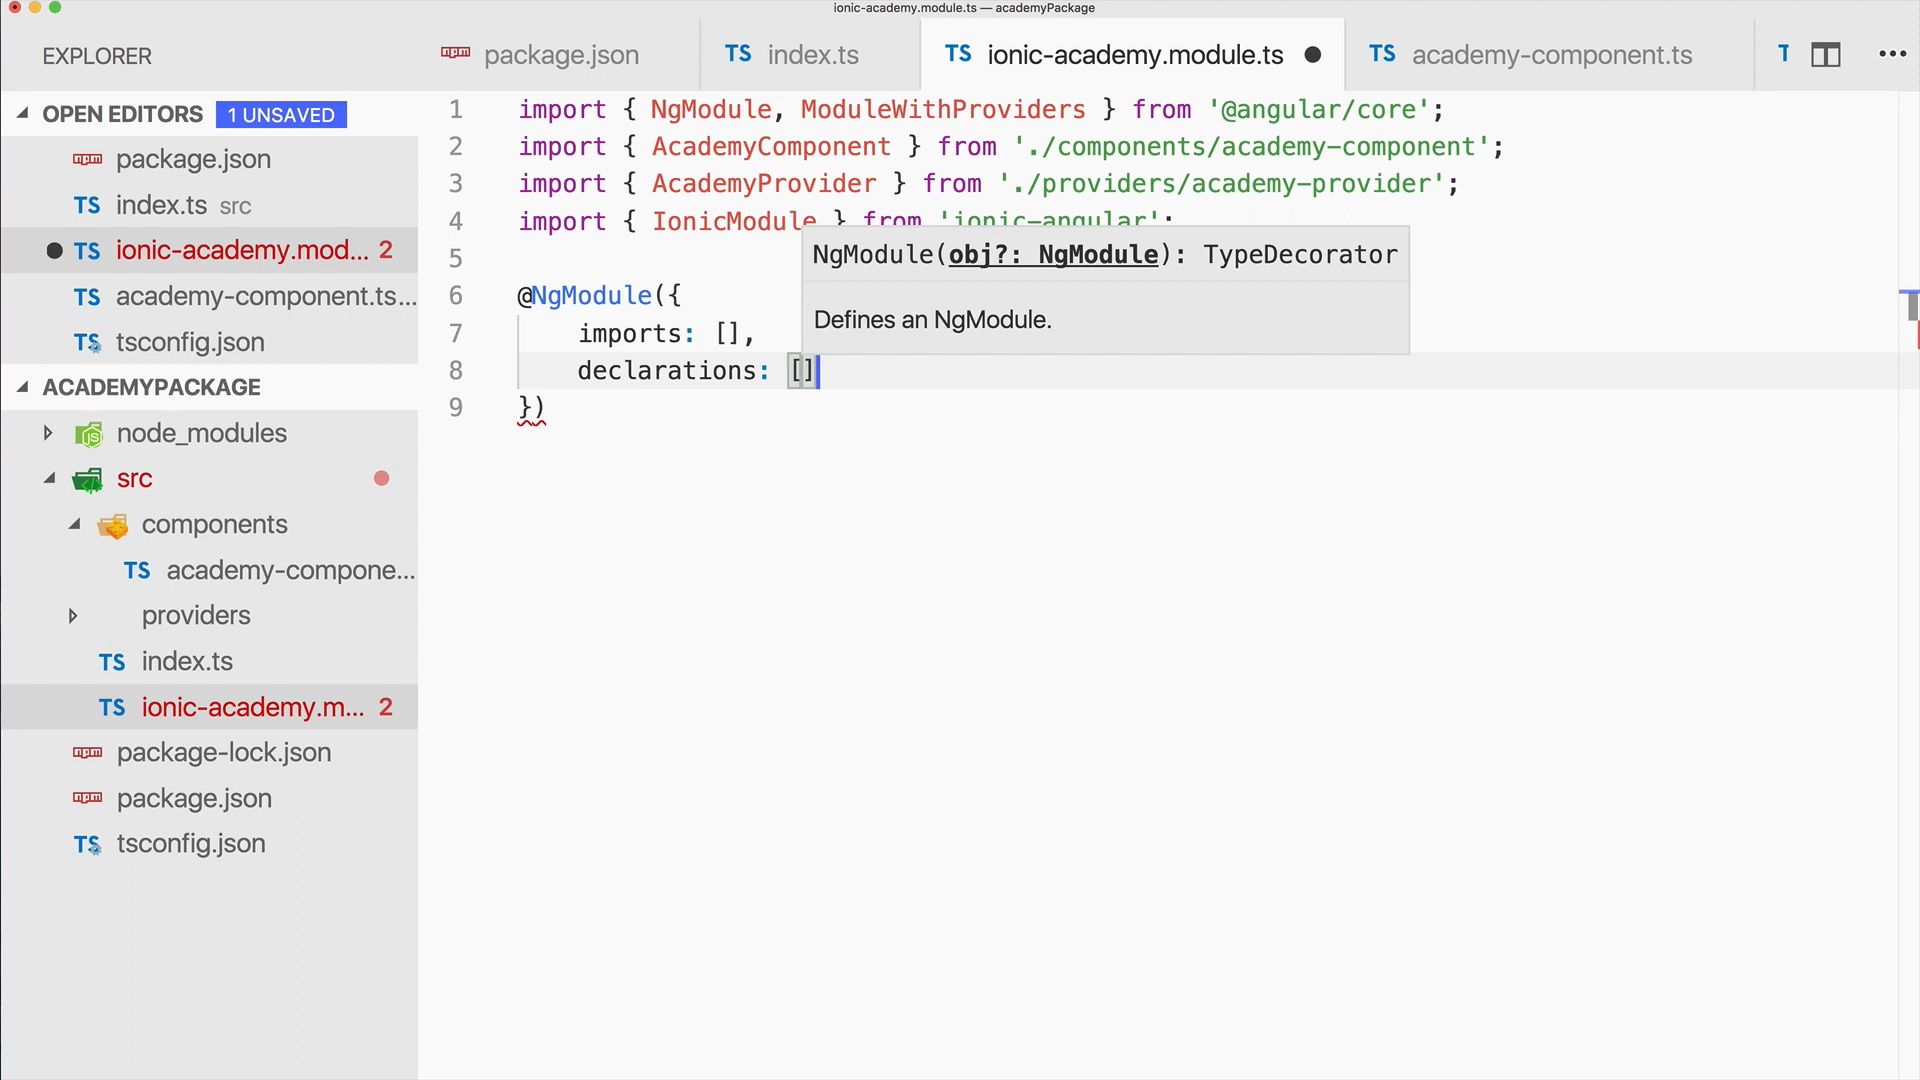 ionic-academy.module.ts — academyPackage
EXPLORER
package.json
TS index.ts
TS ionic-academy.module.ts
TS academy-component.ts
T
OPEN EDITORS 1 UNSAVED
package.json
TS index.ts src
TS ionic-academy.mod... 2
TS academy-component.ts...
TS tsconfig.json
ACADEMYPACKAGE
node_modules
src
components
TS academy-compone...
providers
TS index.ts
TS ionic-academy.m... 2
package-lock.json
package.json
TS tsconfig.json
1 import { NgModule, ModuleWithProviders } from '@angular/core';
2 import { AcademyComponent } from './components/academy-component';
3 import { AcademyProvider } from './providers/academy-provider';
4 import { IonicModule } from 'ionic-angular';
5
6 @NgModule({
7 imports: [],
8 declarations: []
9 })
NgModule(obj?: NgModule): TypeDecorator
Defines an NgModule.